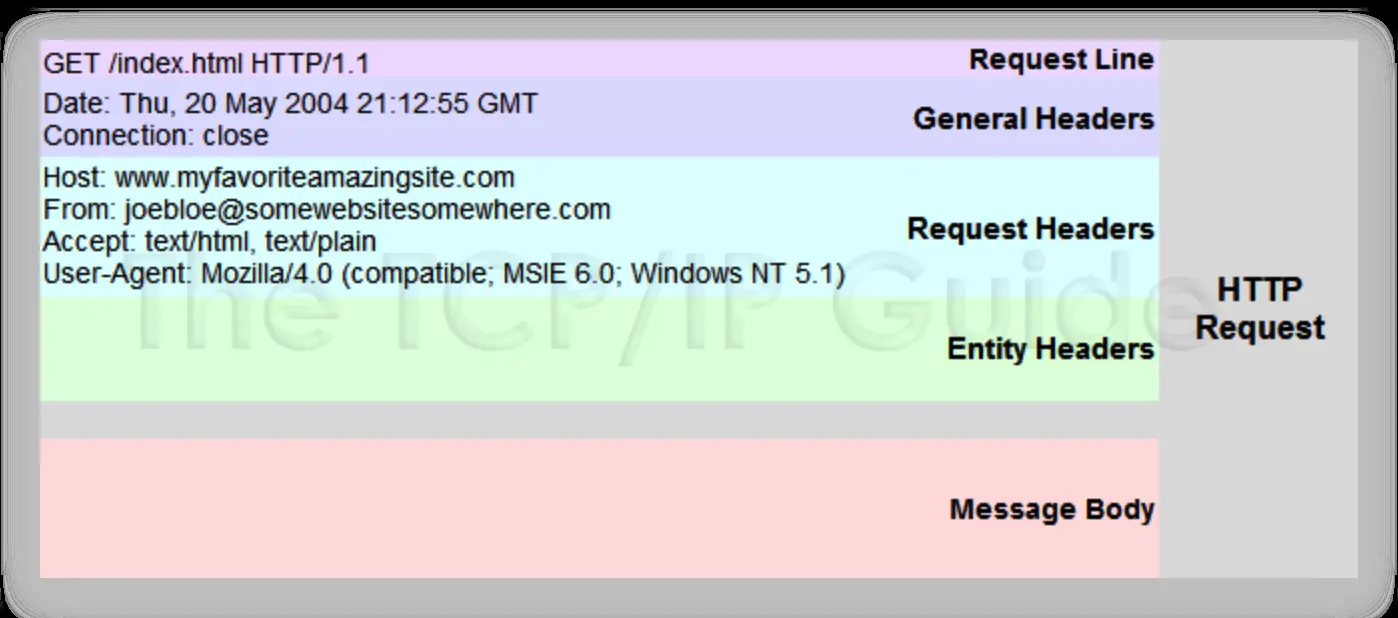 GET /index.html HTTP/1.1
Request Line
Date: Thu, 20 May 2004 21:12:55 GMT
Connection: close
General Headers
Host: www.myfavoriteamazingsite.com
From: joebloe@somewebsitesomewhere.com
Accept: text/html, text/plain
User-Agent: Mozilla/4.0 (compatible; MSIE 6.0; Windows NT 5.1)
Request Headers
The TCP/IP Guide
Entity Headers
Message Body
HTTP
Request